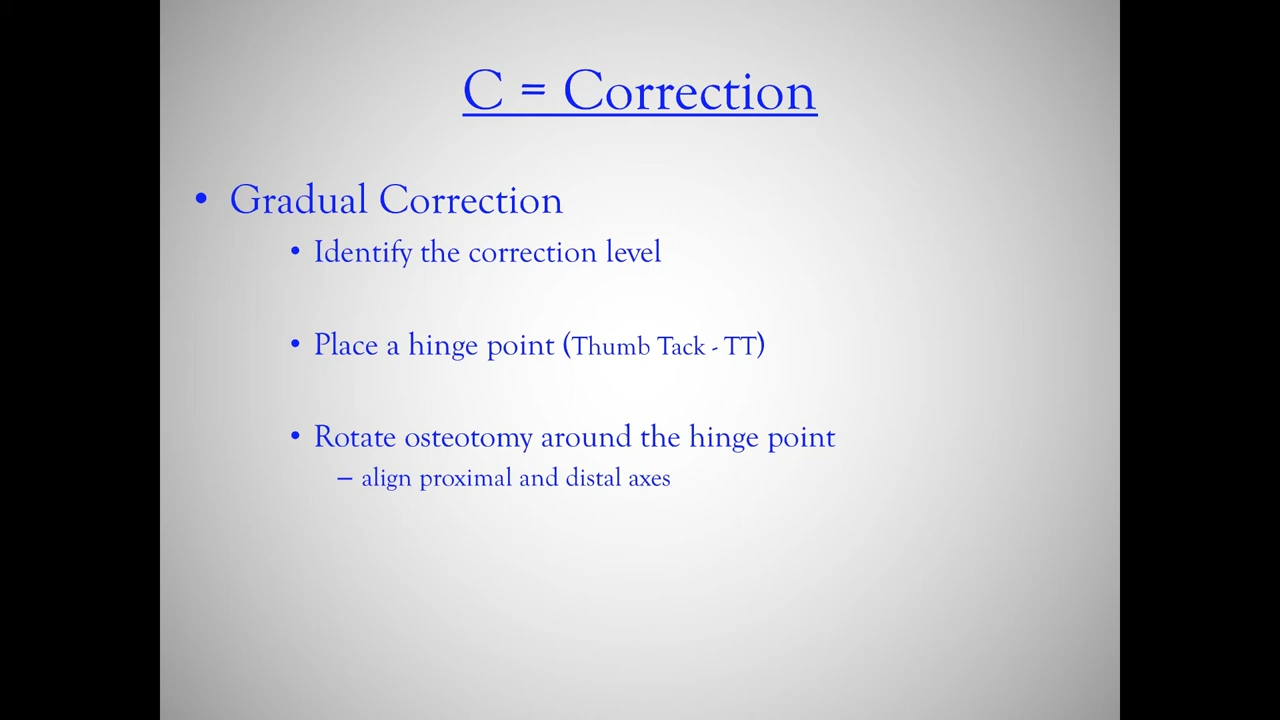 C = Correction
• Gradual Correction
• Identify the correction level
• Place a hinge point (Thumb Tack - TT)
• Rotate osteotomy around the hinge point
– align proximal and distal axes